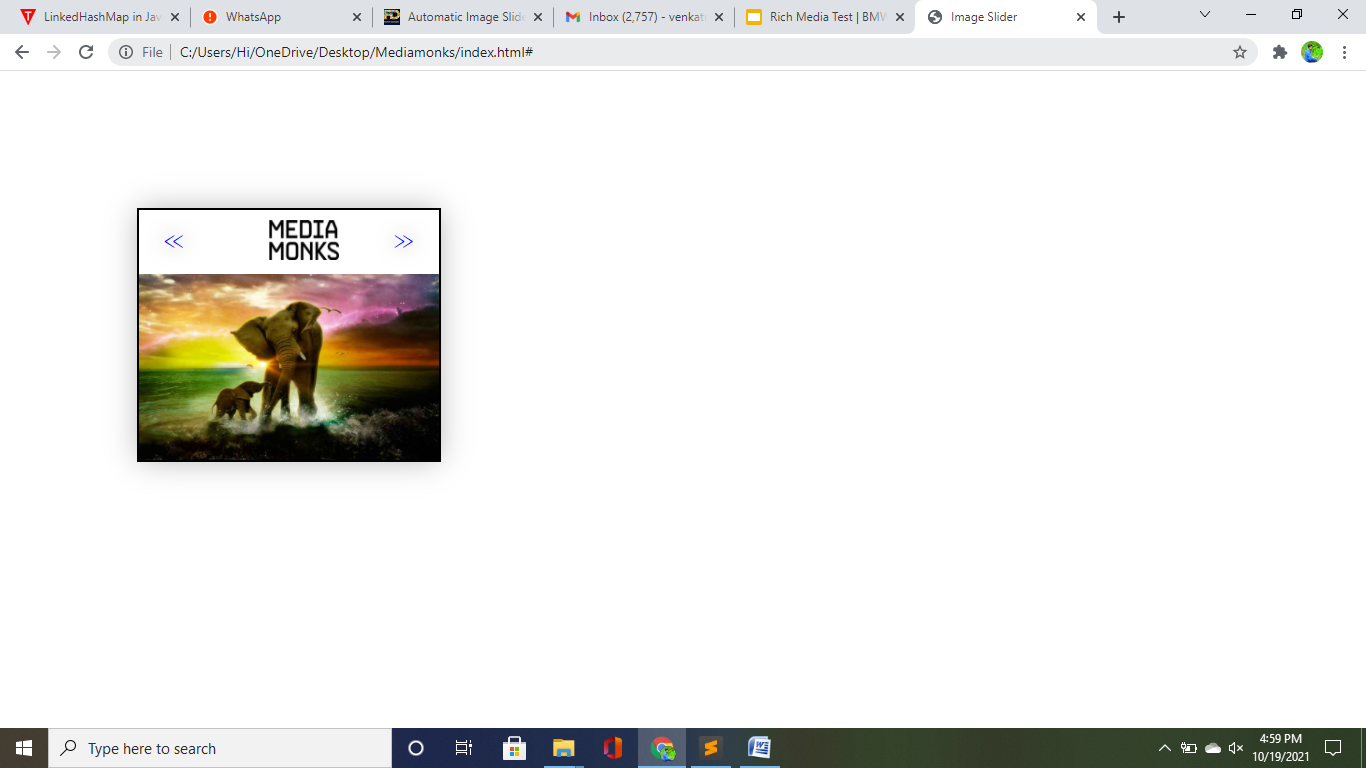 LinkedHashMap in Jav
WhatsApp
Automatic Image Slide
Inbox (2,757) - venkat
Rich Media Test | BMW
Image Slider
File
C:/Users/Hi/OneDrive/Desktop/Mediamonks/index.html#
<<
MEDIA
MONKS
>>
Type here to search
4:59 PM
10/19/2021